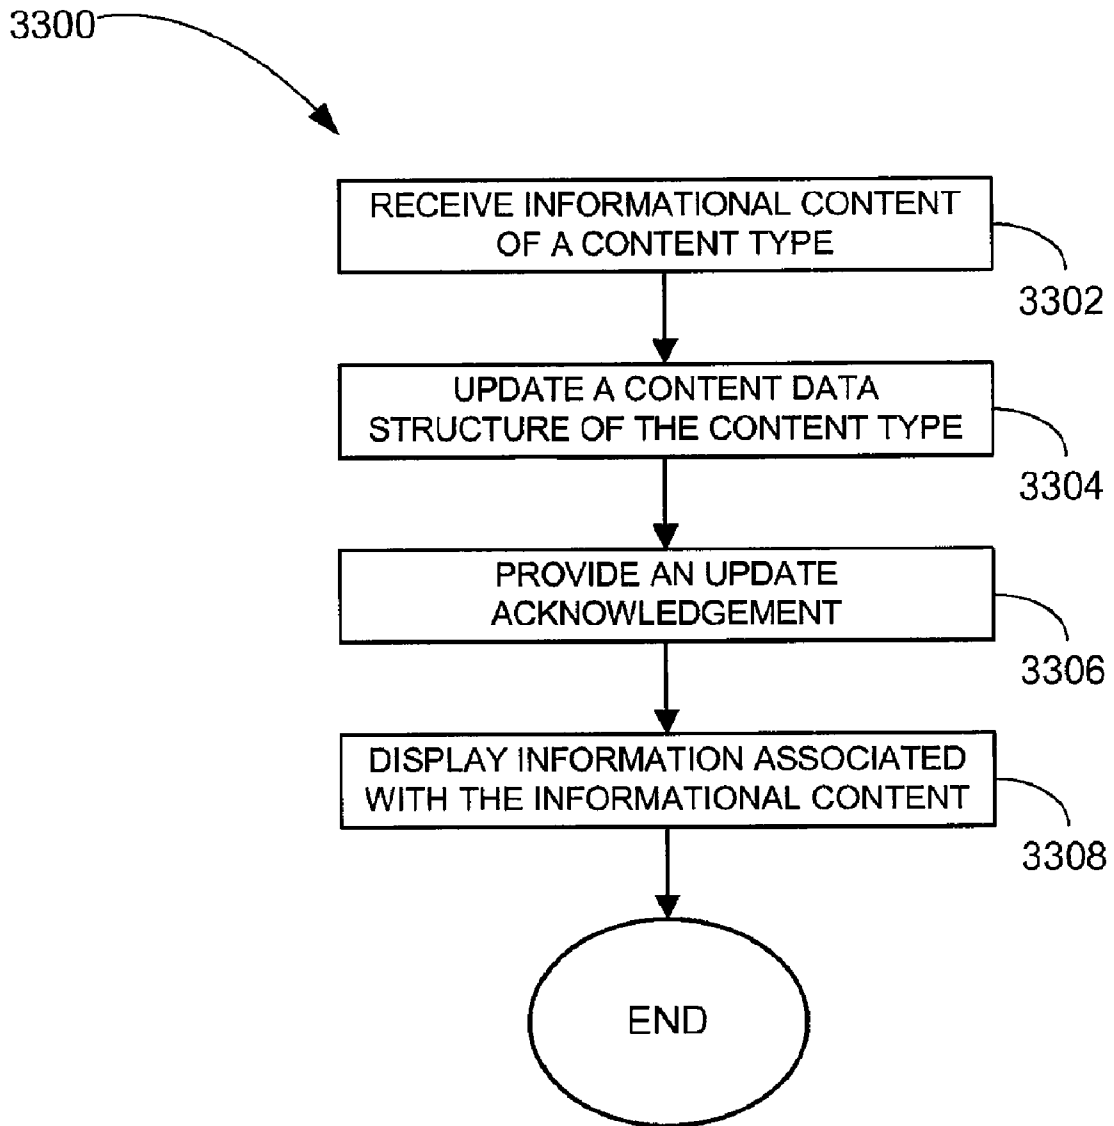 3300
RECEIVE INFORMATIONAL CONTENT
OF A CONTENT TYPE
3302
UPDATE A CONTENT DATA
STRUCTURE OF THE CONTENT TYPE
3304
PROVIDE AN UPDATE
ACKNOWLEDGEMENT
3306
DISPLAY INFORMATION ASSOCIATED
WITH THE INFORMATIONAL CONTENT
3308
END